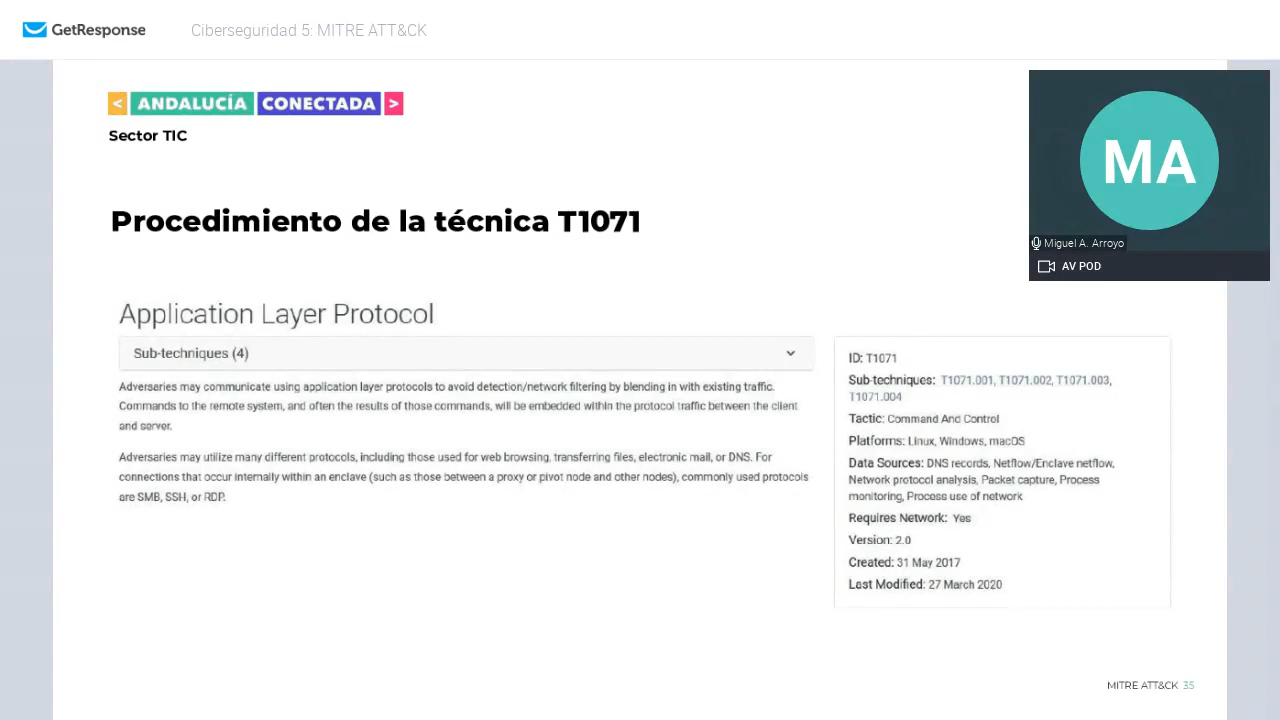 GetResponse
Ciberseguridad 5: MITRE ATT&CK
< ANDALUCÍA CONECTADA >
Sector TIC
MA
Miguel A. Arroyo
AV POD
Procedimiento de la técnica T1071
Application Layer Protocol
Sub-techniques (4)
Adversaries may communicate using application layer protocols to avoid detection/network filtering by blending in with existing traffic.
Commands to the remote system, and often the results of those commands, will be embedded within the protocol traffic between the client
and server.
Adversaries may utilize many different protocols, including those used for web browsing, transferring files, electronic mail, or DNS. For
connections that occur internally within an enclave (such as those between a proxy or pivot node and other nodes), commonly used protocols
are SMB, SSH, or RDP.
ID: T1071
Sub-techniques: T1071.001, T1071.002, T1071.003,
T1071.004
Tactic: Command And Control
Platforms: Linux, Windows, macOS
Data Sources: DNS records, Netflow/Enclave netflow,
Network protocol analysis, Packet capture, Process
monitoring, Process use of network
Requires Network: Yes
Version: 2.0
Created: 31 May 2017
Last Modified: 27 March 2020
MITRE ATT&CK 35